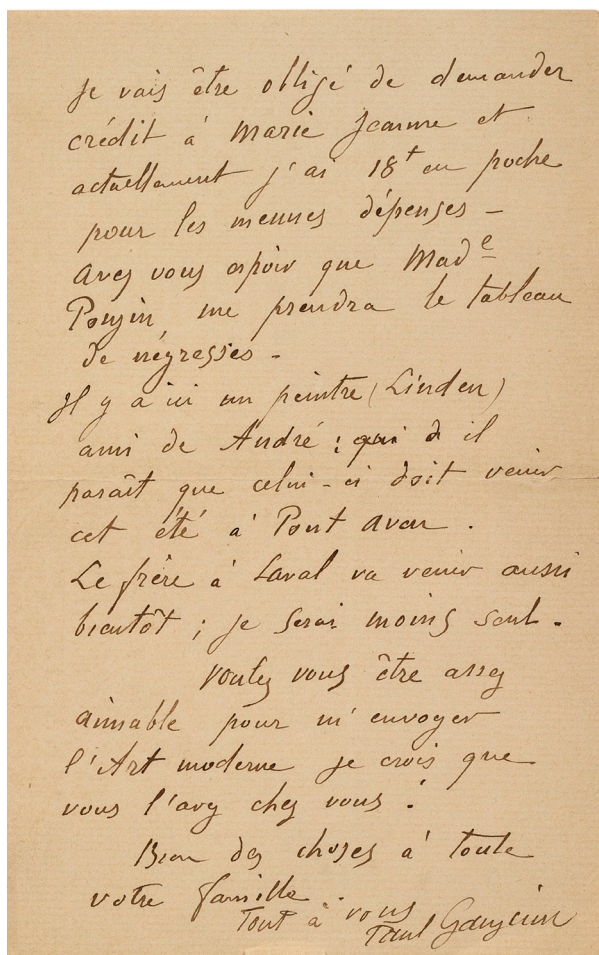 Je vais être obligé de demander
crédit à Marie Jeanne et
actuellement j'ai 18f en poche
pour les menues dépenses -
avez vous espoir que Made
Poujin, me prendra le tableau
de négresses -
Il y a ici un peintre (Linden)
ami de André ; qui d il
paraît que celui-ci doit venir
cet été à Pont Aven.
Le frère à Laval va venir aussi
bientôt ; je serai moins seul.
Voulez vous être assez
aimable pour m'envoyer
l'Art moderne je crois que
vous l'avez chez vous !
Bien des choses à toute
votre famille.
Tout à vous
Paul Gauguin